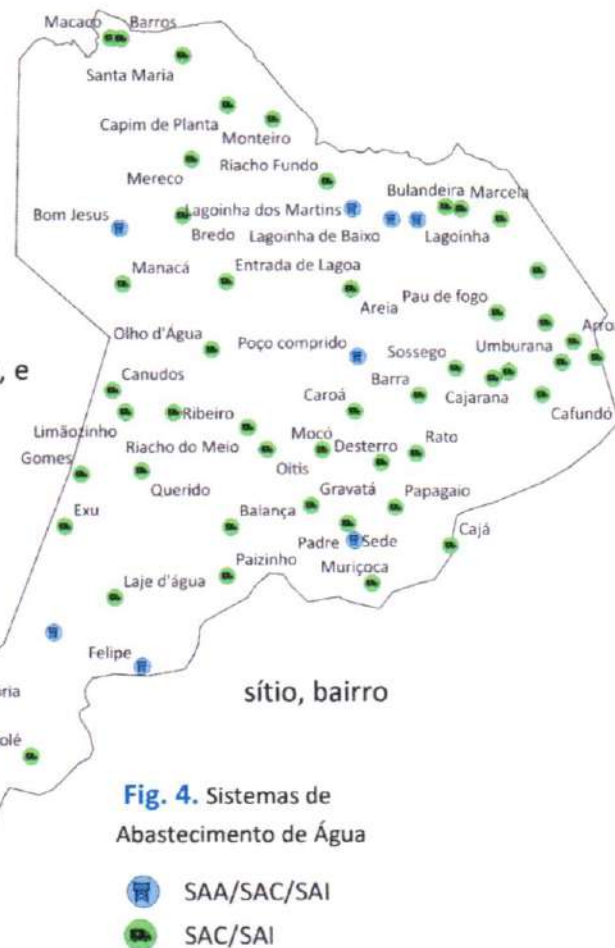 Macaco
Barros
Santa Maria
Capim de Planta
Monteiro
Mereco
Riacho Fundo
Bulandeira
Marcela
Lagoinha dos Martins
Bom Jesus
Bredo
Lagoinha de Baixo
Lagoínha
Manacá
Entrada de Lagoa
Areia
Pau de fogo
Olho d'Água
Poço comprido
Sossego
Umburana
, e
Canudos
Barra
Cajarana
Cafundó
Ribeiro
Caroá
Limãozinho
Riacho do Meio
Mocó
Desterro
Rato
Gomes
Oitis
Querido
Gravatá
Papagaio
Exu
Balança
Padre
Sede
Cajá
Paizinho
Muriçoca
Laje d'água
Felipe
sítio, bairro
Fig. 4. Sistemas de
Abastecimento de Água
SAA/SAC/SAI
SAC/SAI